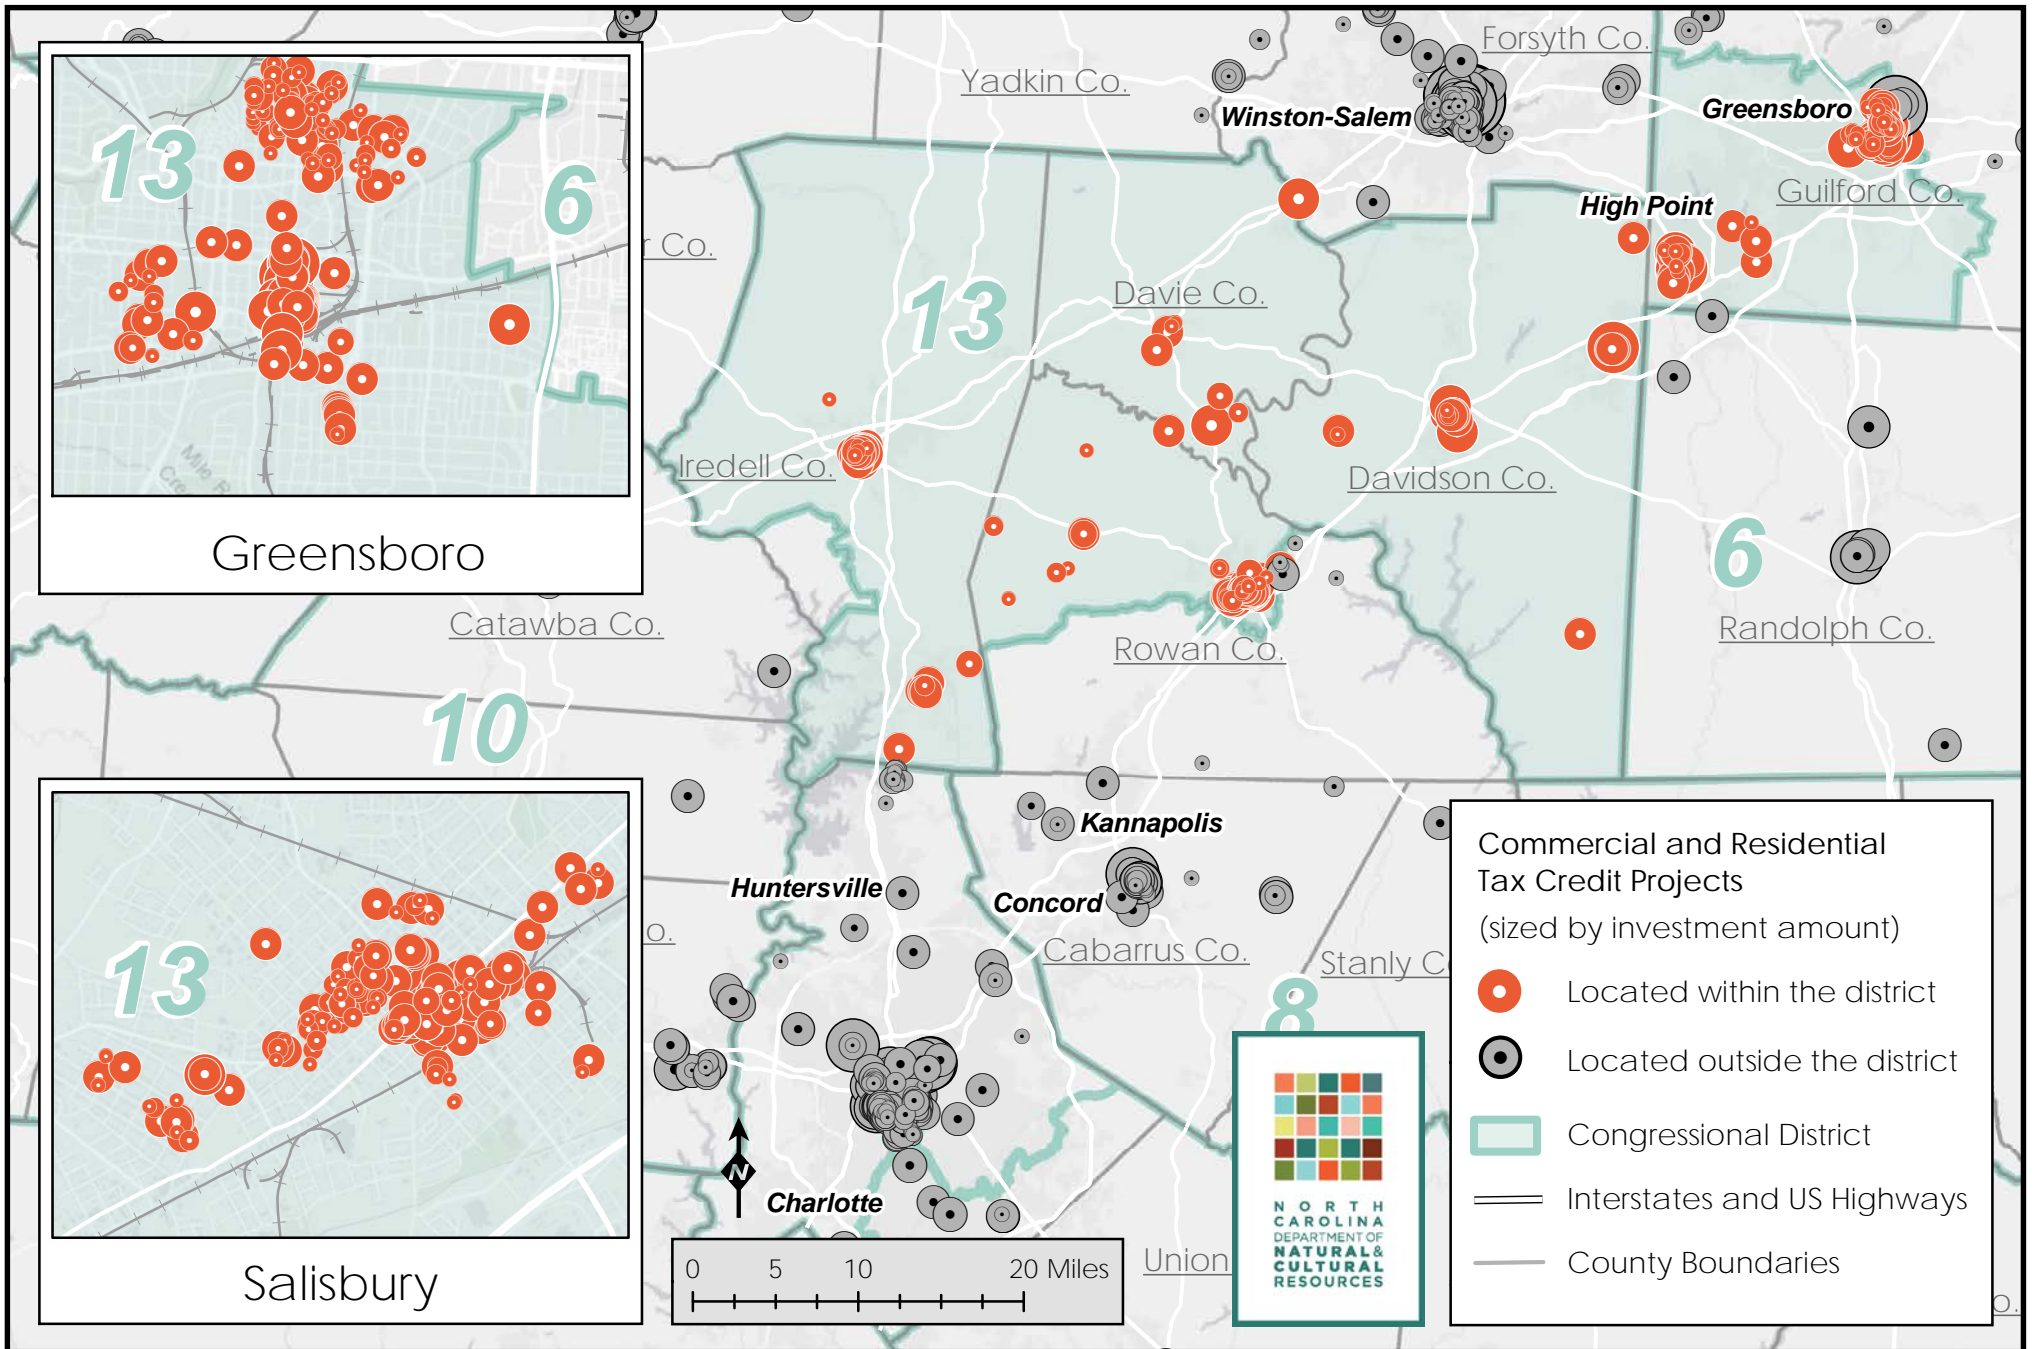 Forsyth Co.
Yadkin Co.
Winston-Salem
Greensboro
Guilford Co.
High Point
13
6
Greensboro
Co.
13
Davie Co.
Iredell Co.
Davidson Co.
6
Catawba Co.
Rowan Co.
Randolph Co.
10
Kannapolis
Huntersville
Concord
Cabarrus Co.
Stanly C
8
Charlotte
Union
13
Salisbury
N
0 5 10 20 Miles
NORTH
CAROLINA
DEPARTMENT OF
NATURAL &
CULTURAL
RESOURCES
Commercial and Residential
Tax Credit Projects
(sized by investment amount)
Located within the district
Located outside the district
Congressional District
Interstates and US Highways
County Boundaries
o.
o.